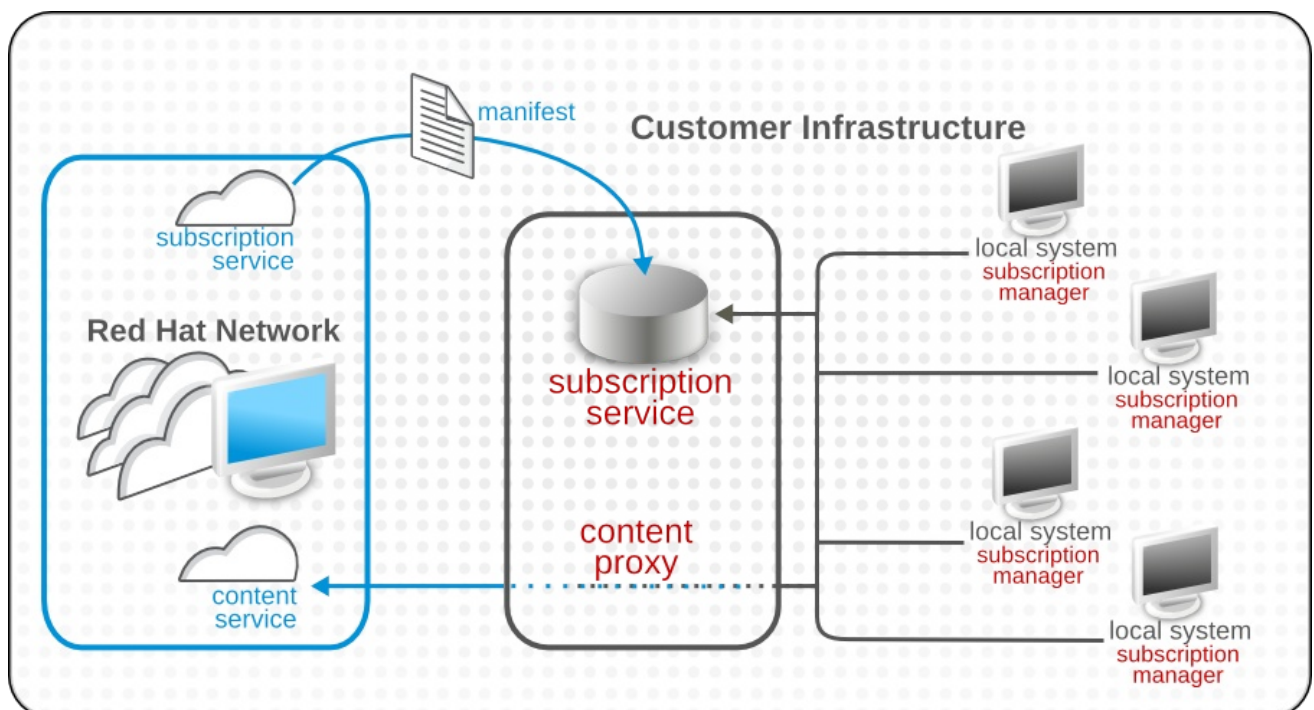 manifest
Customer Infrastructure
subscription
service
Red Hat Network
content
service
subscription
service
content
proxy
local system
subscription
manager
local system
subscription
manager
local system
subscription
manager
local system
subscription
manager